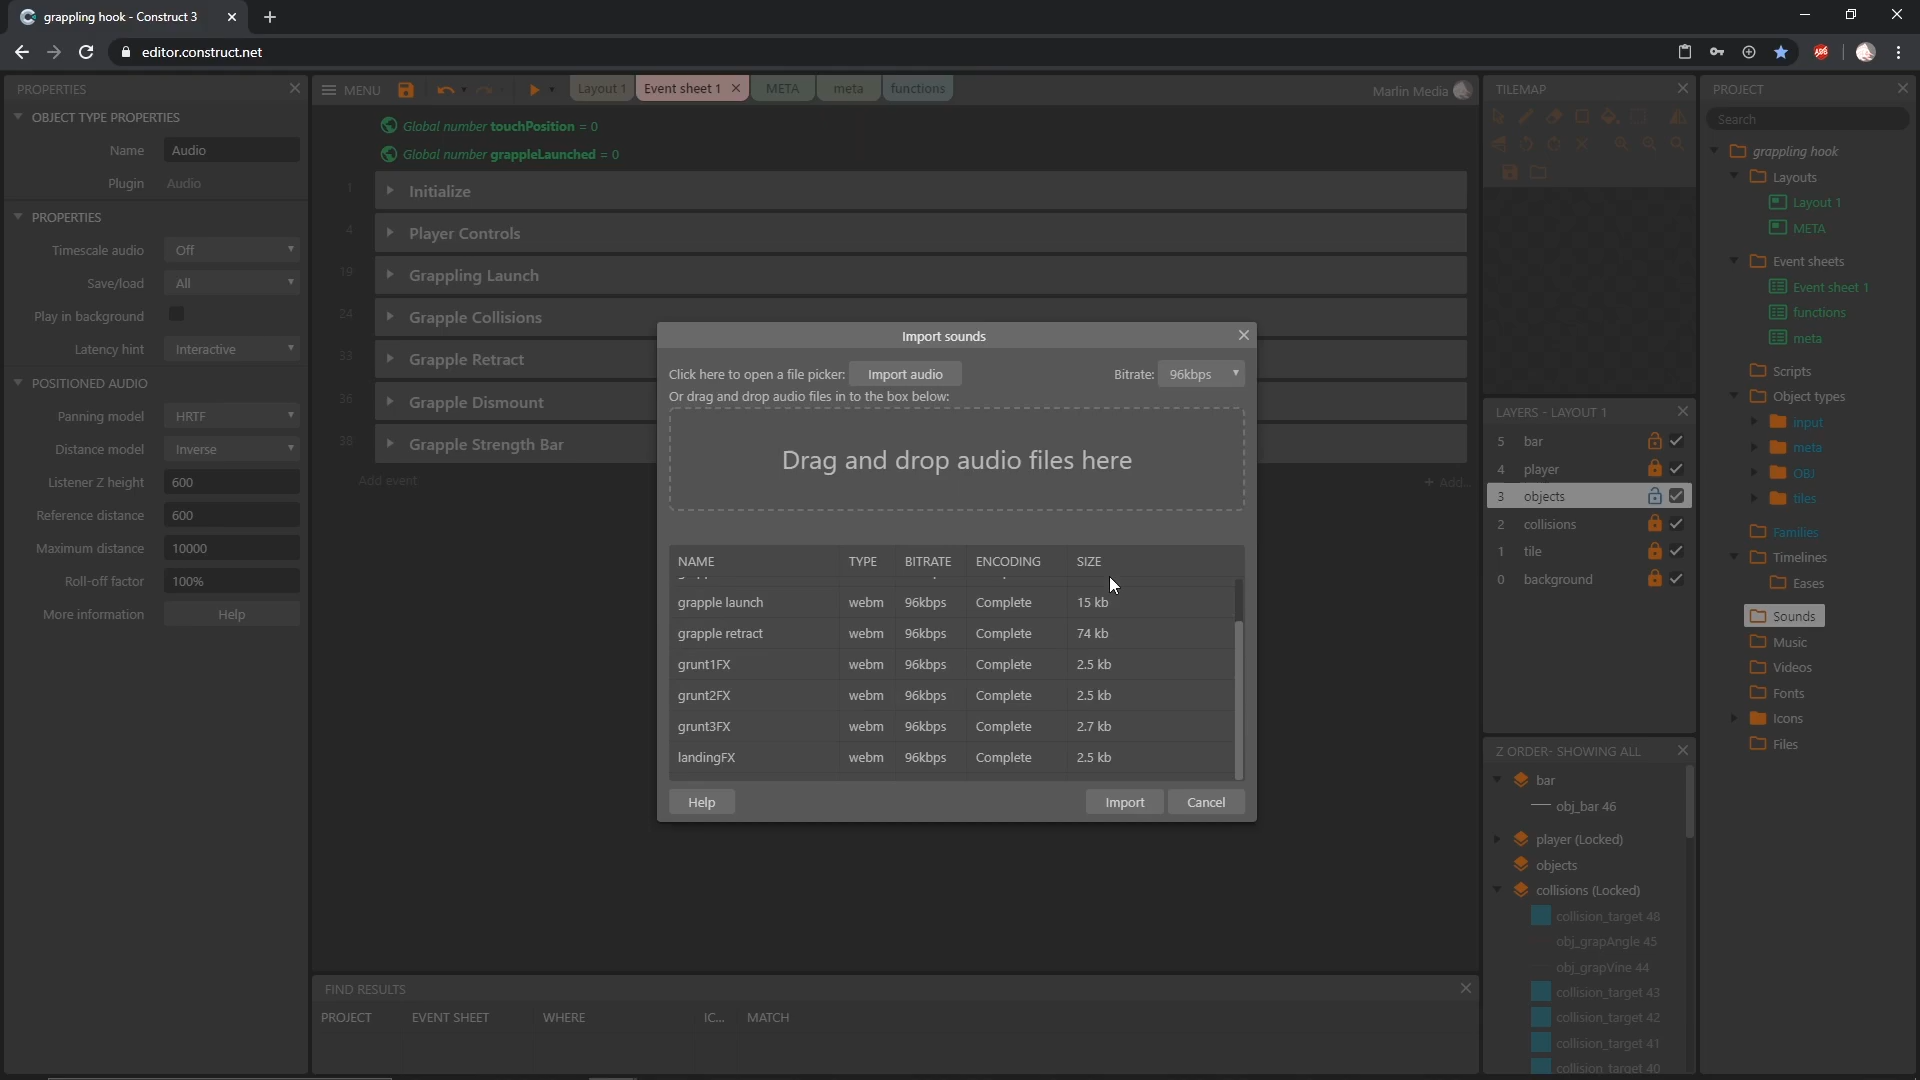 grappling hook - Construct 3
editor.construct.net
PROPERTIES
OBJECT TYPE PROPERTIES
Name Audio
Plugin Audio
PROPERTIES
Timescale audio Off
Save/load All
Play in background
Latency hint Interactive
POSITIONED AUDIO
Panning model HRTF
Distance model Inverse
Listener Z height 600
Reference distance 600
Maximum distance 10000
Roll-off factor 100%
More information Help
MENU
Layout 1
Event sheet 1
META
meta
functions
Marlin Media
Global number touchPosition = 0
Global number grappleLaunched = 0
1 Initialize
4 Player Controls
19 Grappling Launch
24 Grapple Collisions
33 Grapple Retract
36 Grapple Dismount
38 Grapple Strength Bar
Add event
+ Add...
Import sounds
Click here to open a file picker: Import audio
Bitrate: 96kbps
Or drag and drop audio files in to the box below:
Drag and drop audio files here
NAME TYPE BITRATE ENCODING SIZE
grapple launch webm 96kbps Complete 15 kb
grapple retract webm 96kbps Complete 74 kb
grunt1FX webm 96kbps Complete 2.5 kb
grunt2FX webm 96kbps Complete 2.5 kb
grunt3FX webm 96kbps Complete 2.7 kb
landingFX webm 96kbps Complete 2.5 kb
Help
Import
Cancel
FIND RESULTS
PROJECT EVENT SHEET WHERE IC... MATCH
TILEMAP
LAYERS - LAYOUT 1
5 bar
4 player
3 objects
2 collisions
1 tile
0 background
Z ORDER- SHOWING ALL
bar
obj_bar 46
player (Locked)
objects
collisions (Locked)
collision_target 48
obj_grapAngle 45
obj_grapVine 44
collision_target 43
collision_target 42
collision_target 41
collision_target 40
PROJECT
Search
grappling hook
Layouts
Layout 1
META
Event sheets
Event sheet 1
functions
meta
Scripts
Object types
input
meta
OBJ
tiles
Families
Timelines
Eases
Sounds
Music
Videos
Fonts
Icons
Files